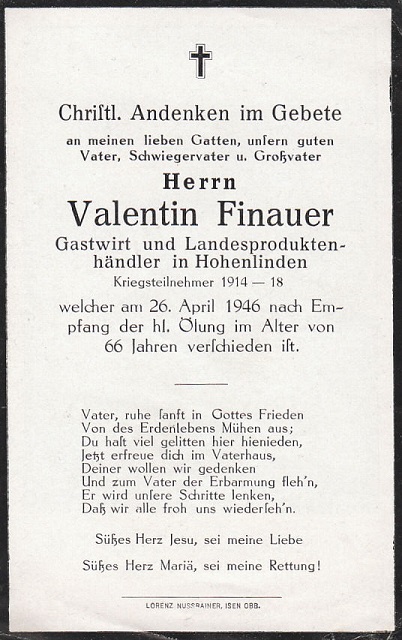 Chriſtl. Andenken im Gebete
an meinen lieben Gatten, unſern guten
Vater, Schwiegervater u. Großvater
Herrn
Valentin Finauer
Gastwirt und Landesprodukten-
händler in Hohenlinden
Kriegsteilnehmer 1914 — 18
welcher am 26. April 1946 nach Em-
pfang der hl. Ölung im Alter von
66 Jahren verſchieden iſt.
Vater, ruhe ſanft in Gottes Frieden
Von des Erdenlebens Mühen aus;
Du haſt viel gelitten hier hienieden,
Jetzt erfreue dich im Vaterhaus,
Deiner wollen wir gedenken
Und zum Vater der Erbarmung fleh'n,
Er wird unſere Schritte lenken,
Daß wir alle froh uns wiederſeh'n.
Süßes Herz Jesu, sei meine Liebe
Süßes Herz Mariä, sei meine Rettung!
LORENZ NUSSRAINER, ISEN OBB.